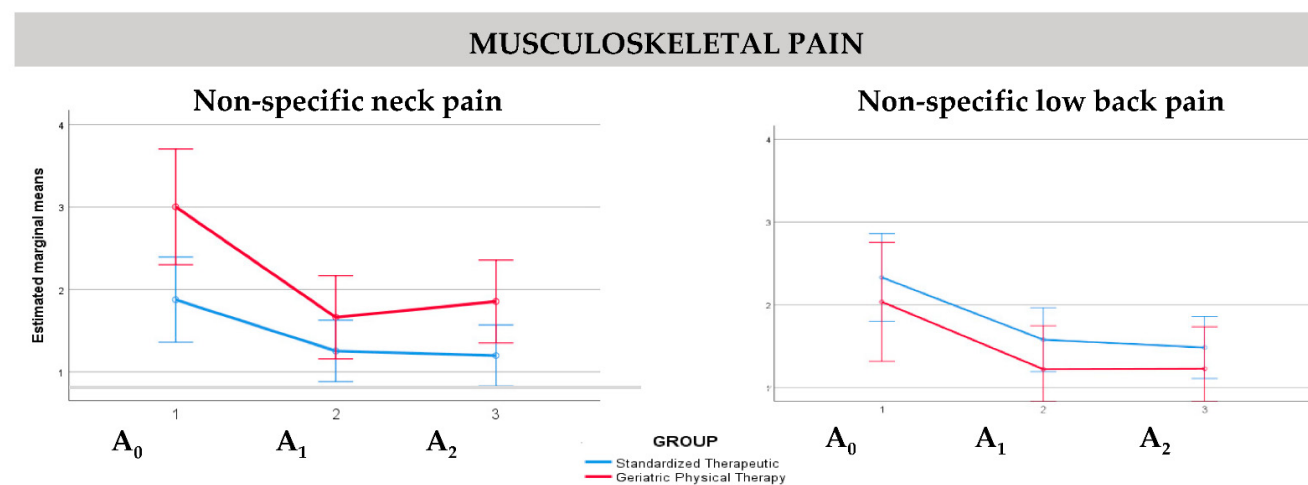 MUSCULOSKELETAL PAIN
Non-specific neck pain
Estimated marginal means
4
3
2
1
1 2 3
A₀ A₁ A₂
Non-specific low back pain
4
3
2
1
1 2 3
A₀ A₁ A₂
GROUP
Standardized Therapeutic
Geriatric Physical Therapy